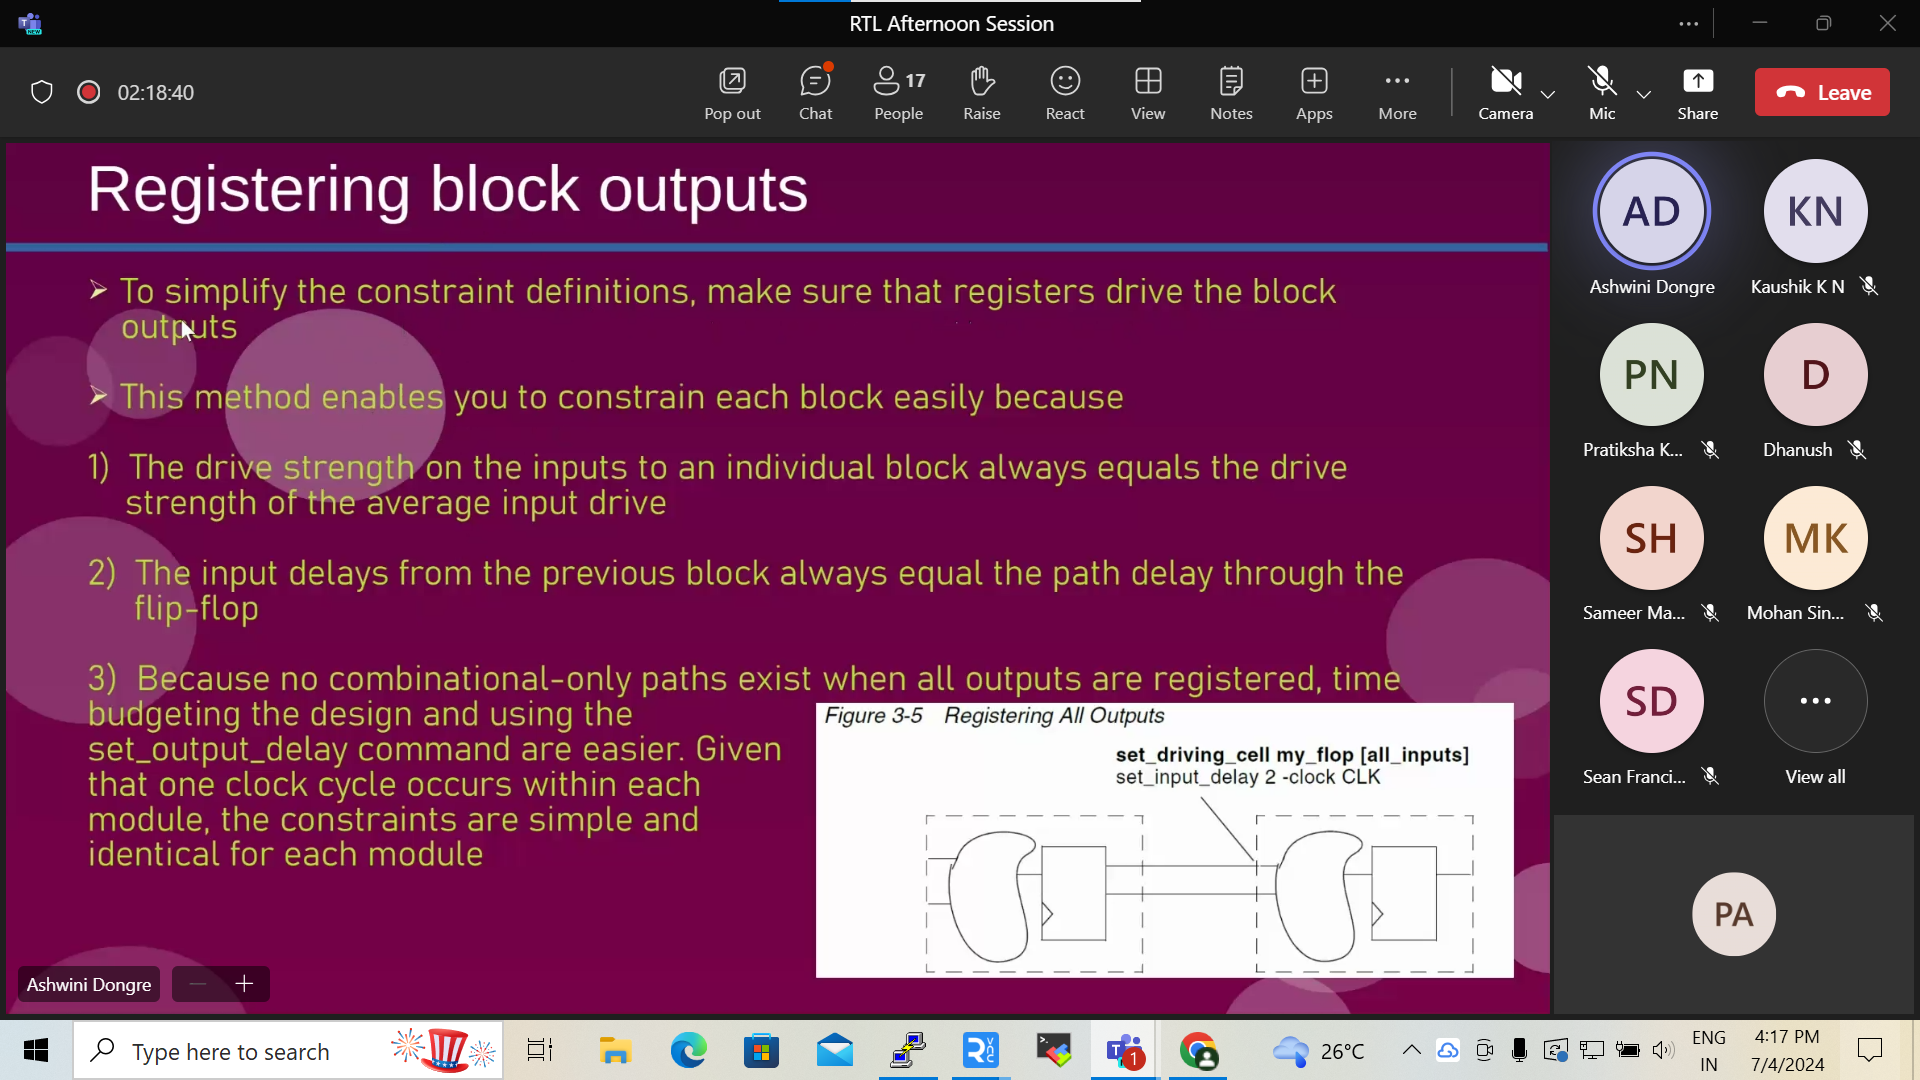 RTL Afternoon Session
02:18:40
Pop out
Chat
17
People
Raise
React
View
Notes
Apps
More
Camera
Mic
Share
Leave
Registering block outputs
To simplify the constraint definitions, make sure that registers drive the block
outputs
This method enables you to constrain each block easily because
1) The drive strength on the inputs to an individual block always equals the drive
strength of the average input drive
2) The input delays from the previous block always equal the path delay through the
flip-flop
3) Because no combinational-only paths exist when all outputs are registered, time
budgeting the design and using the
set_output_delay command are easier. Given
that one clock cycle occurs within each
module, the constraints are simple and
identical for each module
Figure 3-5 Registering All Outputs
set_driving_cell my_flop [all_inputs]
set_input_delay 2 -clock CLK
Ashwini Dongre
AD
KN
Ashwini Dongre
Kaushik K N
PN
D
Pratiksha K...
Dhanush
SH
MK
Sameer Ma...
Mohan Sin...
SD
Sean Franci...
View all
PA
Type here to search
1
26°C
ENG
IN
4:17 PM
7/4/2024